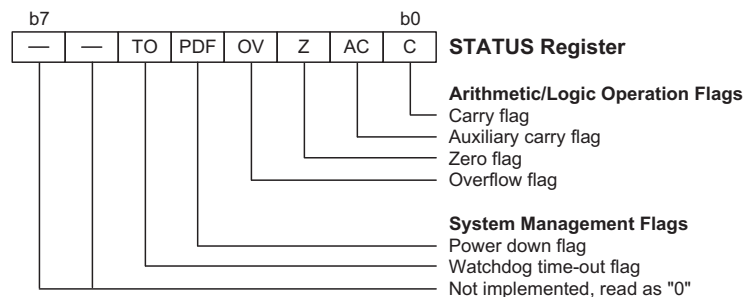 b7 b0
— — TO PDF OV Z AC C STATUS Register
Arithmetic/Logic Operation Flags
Carry flag
Auxiliary carry flag
Zero flag
Overflow flag
System Management Flags
Power down flag
Watchdog time-out flag
Not implemented, read as "0"